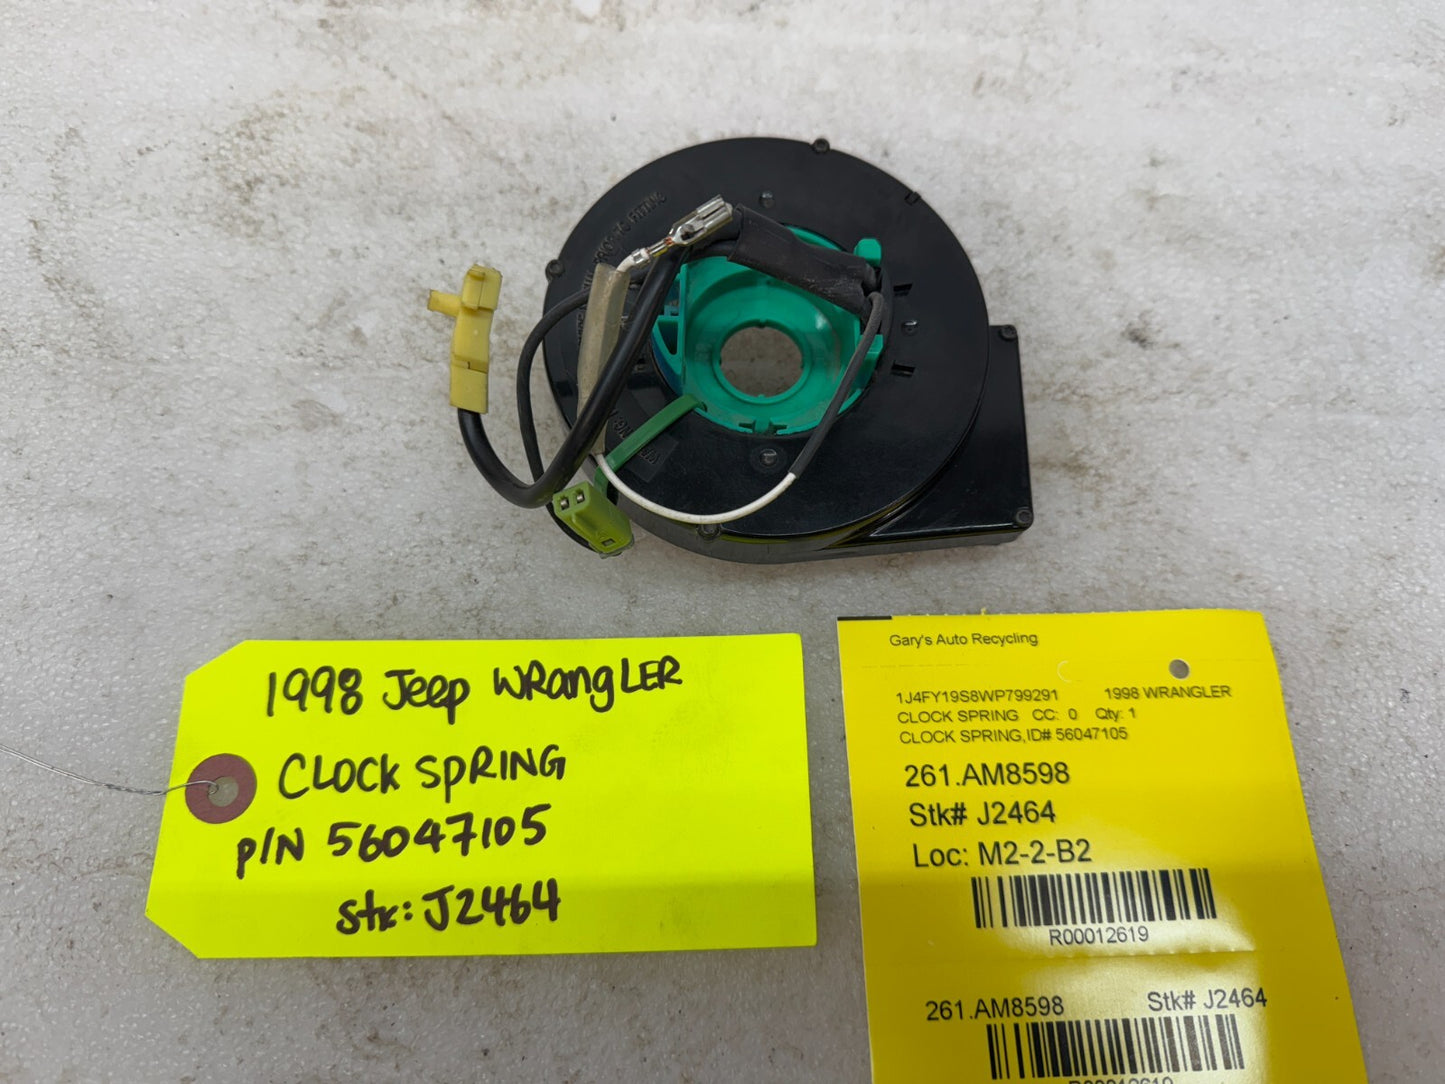 1998 Jeep WRangLER
CLOCK SPRING
P/N 56047105
Stk: J2464
Gary's Auto Recycling
1J4FY19S8WP799291 1998 WRANGLER
CLOCK SPRING CC: 0 Qty: 1
CLOCK SPRING,ID# 56047105
261.AM8598
Stk# J2464
Loc: M2-2-B2
R00012619
261.AM8598 Stk# J2464
R00012619